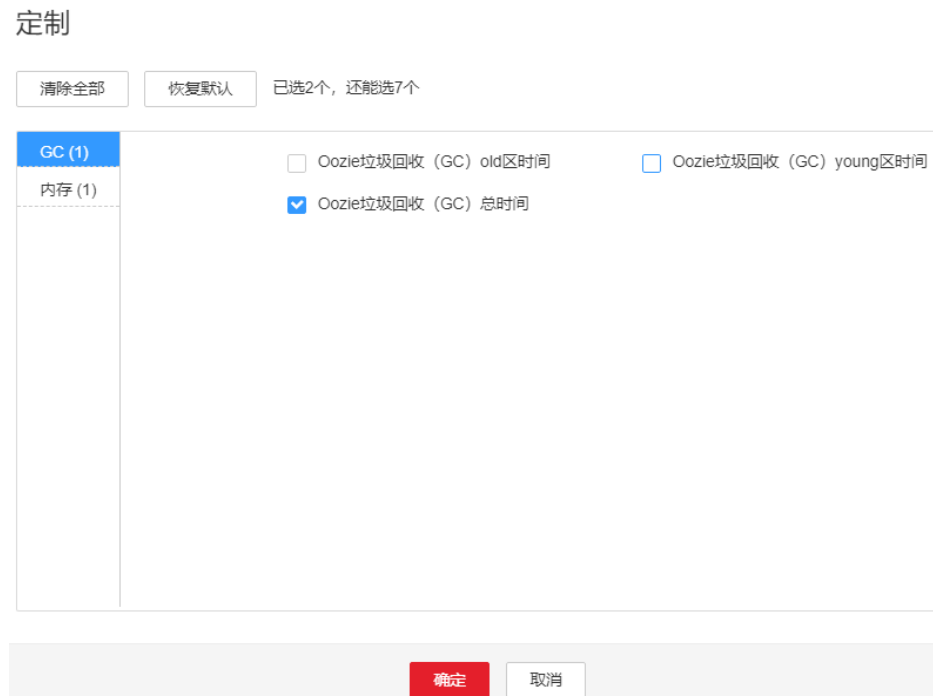 定制
清除全部 恢复默认 已选2个，还能选7个
GC (1)
Oozie垃圾回收（GC）old区时间 Oozie垃圾回收（GC）young区时间
内存 (1)
Oozie垃圾回收（GC）总时间
确定 取消